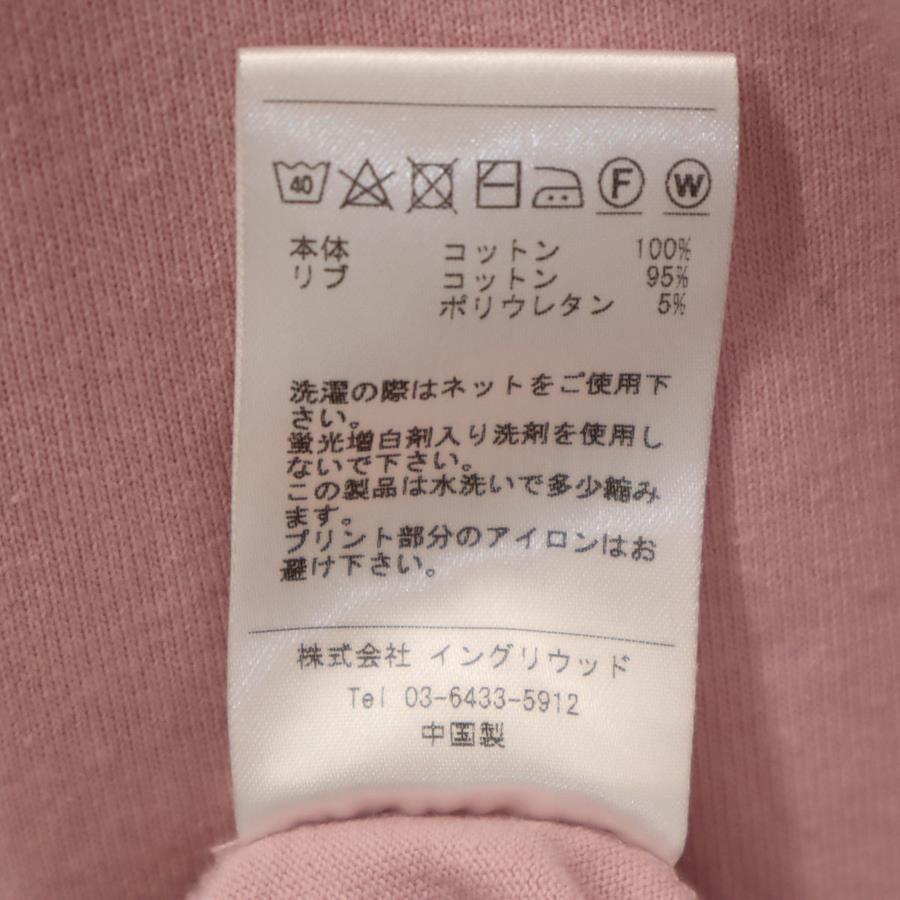 40 F W
本体 コットン 100%
リブ コットン 95%
ポリウレタン 5%
洗濯の際はネットをご使用下
さい。
蛍光増白剤入り洗剤を使用し
ないで下さい。
この製品は水洗いで多少縮み
ます。
プリント部分のアイロンはお
避け下さい。
株式会社 イングリウッド
Tel 03-6433-5912
中国製